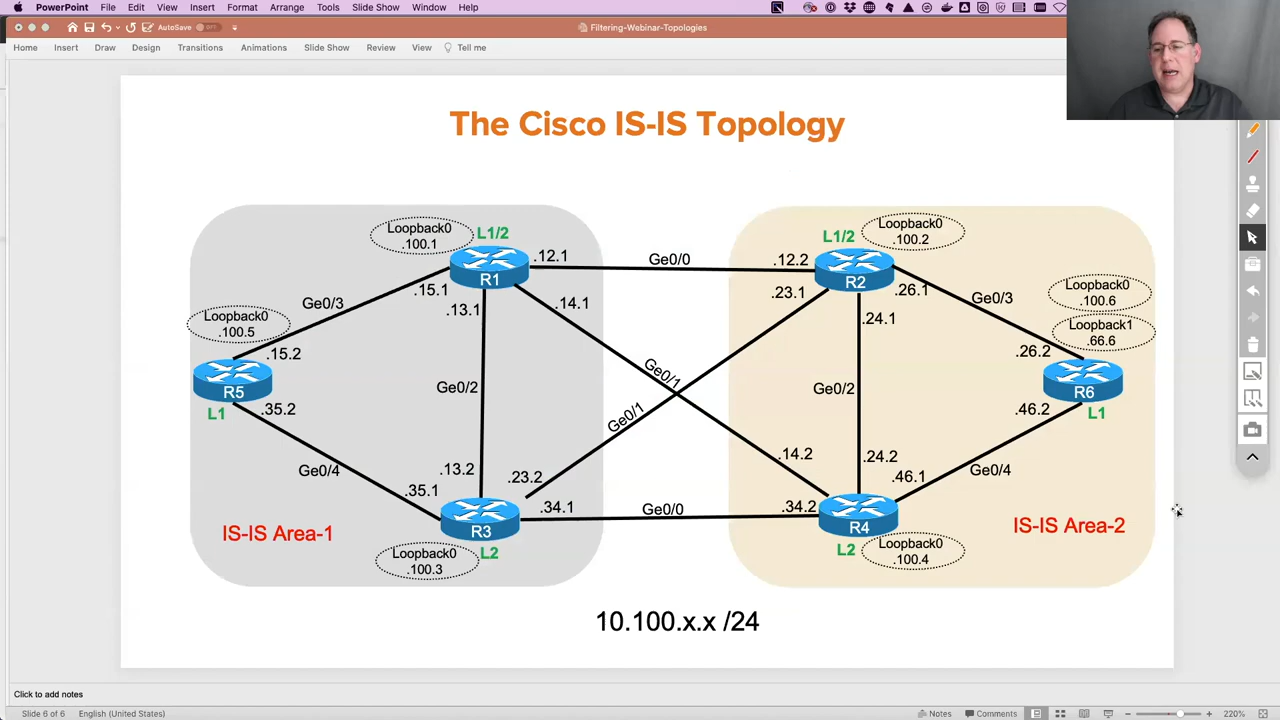 PowerPoint File Edit View Insert Format Arrange Tools Slide Show Window Help
AutoSave OFF
Filtering-Webinar-Topologies
Home Insert Draw Design Transitions Animations Slide Show Review View Tell me
The Cisco IS-IS Topology
Loopback0
.100.1
L1/2
R1
.12.1
Ge0/0
.12.2
L1/2
R2
Loopback0
.100.2
.15.1
.13.1
.14.1
.23.1
.24.1
.26.1
Ge0/3
Ge0/3
Loopback0
.100.6
Loopback1
.66.6
Loopback0
.100.5
.15.2
R5
L1
.35.2
Ge0/2
Ge0/1
Ge0/1
Ge0/2
.26.2
R6
L1
.46.2
Ge0/4
.13.2
.35.1
.23.2
.34.1
R3
L2
Loopback0
.100.3
Ge0/0
.14.2
.34.2
.24.2
.46.1
Ge0/4
R4
L2
Loopback0
.100.4
IS-IS Area-1
IS-IS Area-2
10.100.x.x /24
Click to add notes
Slide 6 of 6 English (United States) Notes Comments 220%